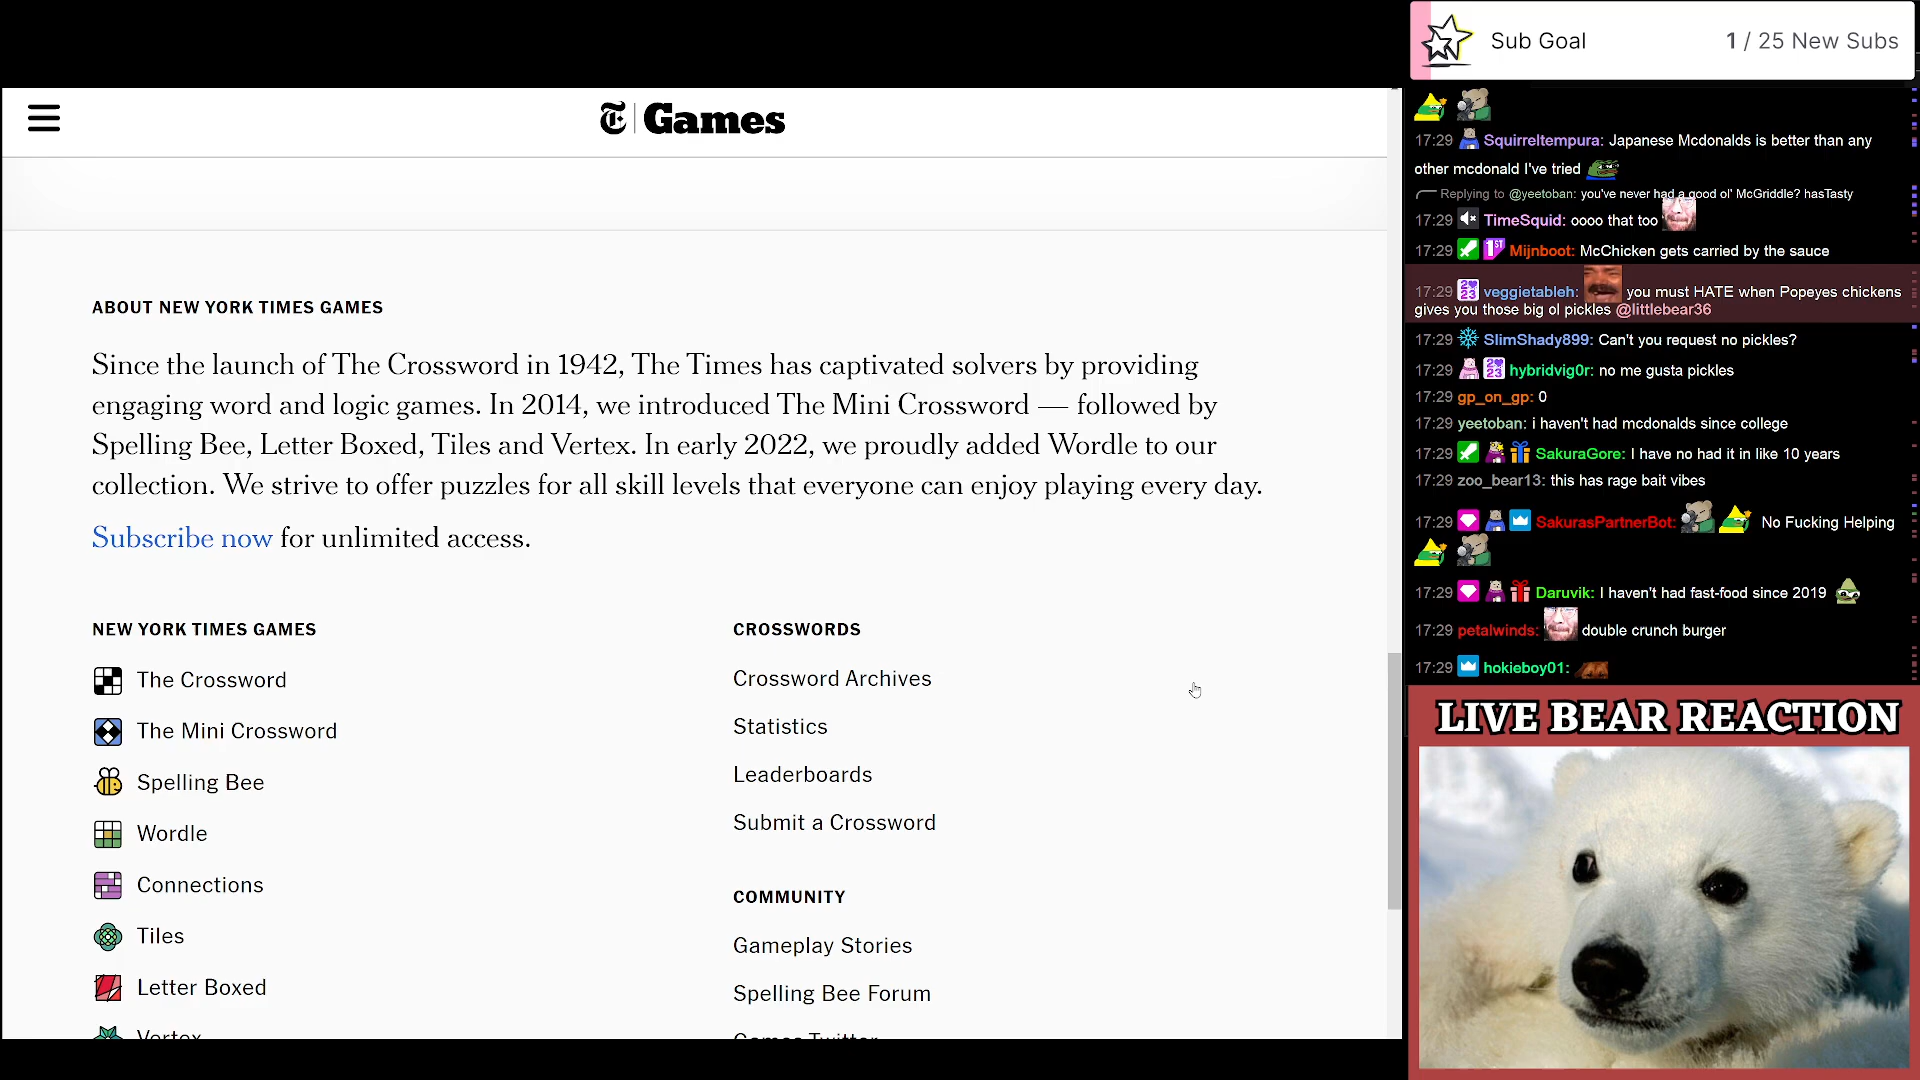 Sub Goal 1 / 25 New Subs
Games
ABOUT NEW YORK TIMES GAMES
Since the launch of The Crossword in 1942, The Times has captivated solvers by providing
engaging word and logic games. In 2014, we introduced The Mini Crossword — followed by
Spelling Bee, Letter Boxed, Tiles and Vertex. In early 2022, we proudly added Wordle to our
collection. We strive to offer puzzles for all skill levels that everyone can enjoy playing every day.
Subscribe now for unlimited access.
NEW YORK TIMES GAMES
The Crossword
The Mini Crossword
Spelling Bee
Wordle
Connections
Tiles
Letter Boxed
Vertex
CROSSWORDS
Crossword Archives
Statistics
Leaderboards
Submit a Crossword
COMMUNITY
Gameplay Stories
Spelling Bee Forum
Games Twitter
17:29 Squirreltempura: Japanese Mcdonalds is better than any
other mcdonald I've tried
Replying to @yeetoban: you've never had a good ol' McGriddle? hasTasty
17:29 TimeSquid: oooo that too
17:29 1ST Mijnboot: McChicken gets carried by the sauce
17:29 veggietableh: you must HATE when Popeyes chickens
gives you those big ol pickles @littlebear36
17:29 SlimShady899: Can't you request no pickles?
17:29 hybridvig0r: no me gusta pickles
17:29 gp_on_gp: 0
17:29 yeetoban: i haven't had mcdonalds since college
17:29 SakuraGore: I have no had it in like 10 years
17:29 zoo_bear13: this has rage bait vibes
17:29 SakurasPartnerBot: No Fucking Helping
17:29 Daruvik: I haven't had fast-food since 2019
17:29 petalwinds: double crunch burger
17:29 hokieboy01:
LIVE BEAR REACTION